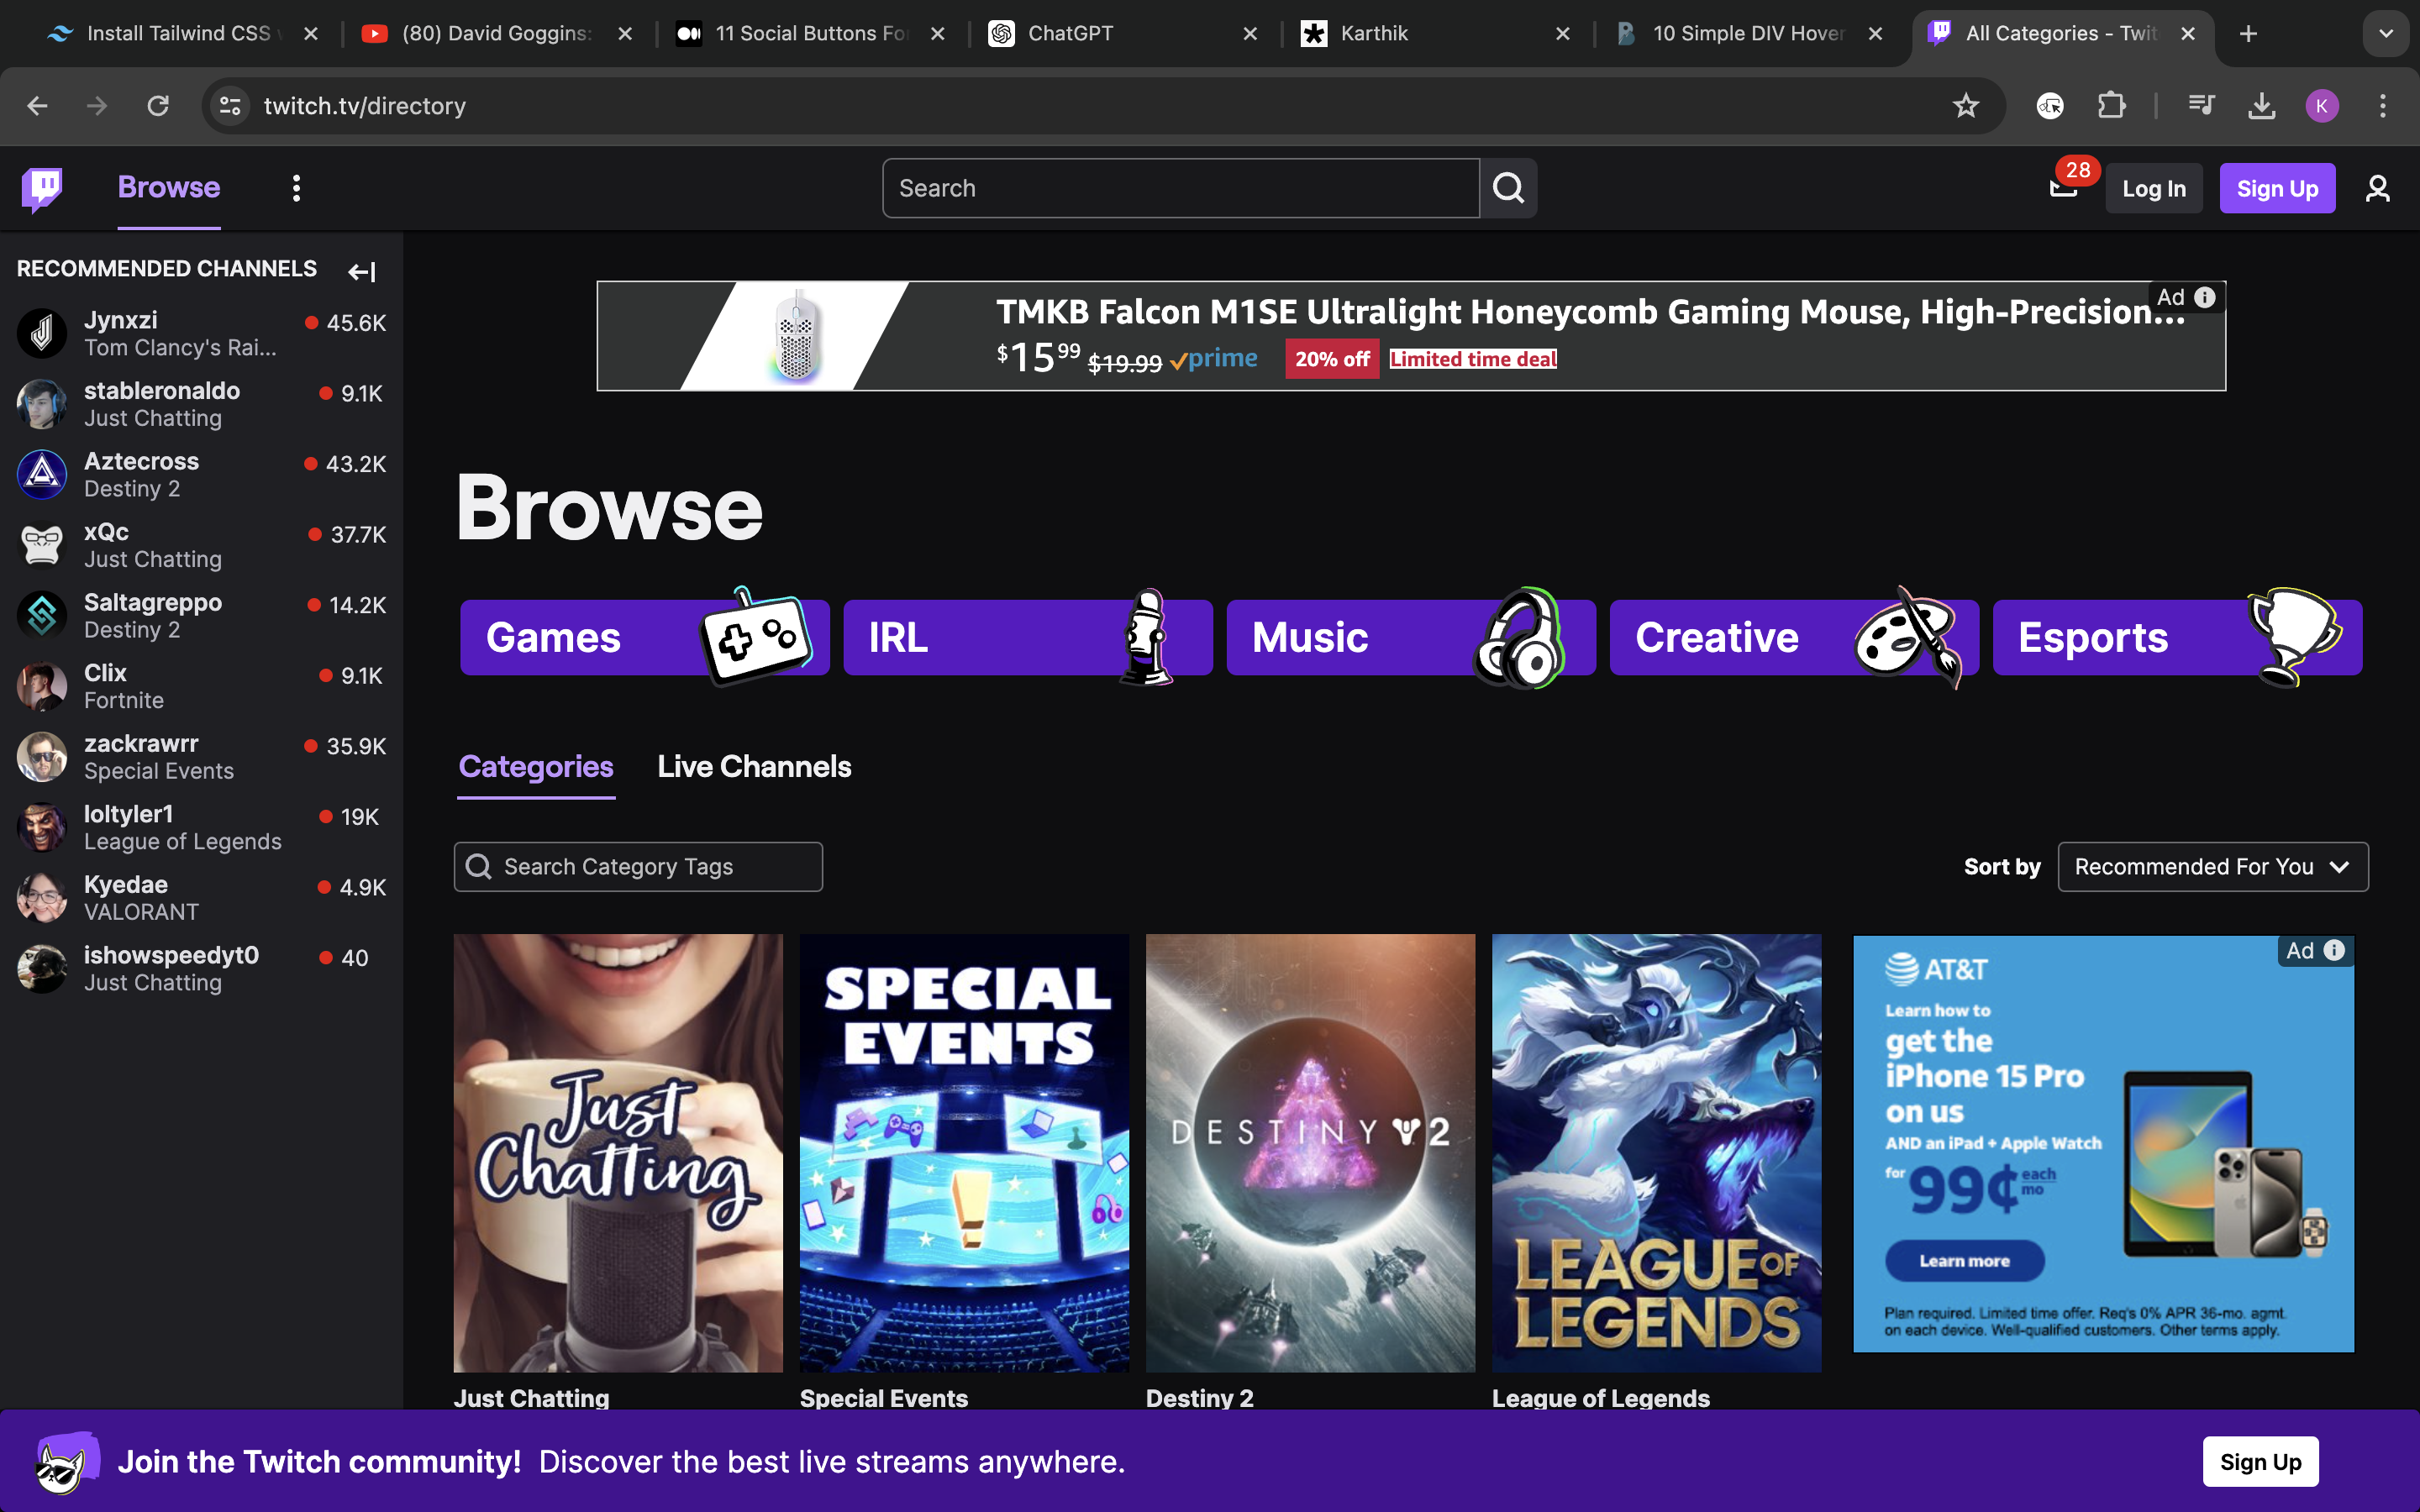 Install Tailwind CSS
(80) David Goggins:
11 Social Buttons For
ChatGPT
Karthik
10 Simple DIV Hover
All Categories - Twit
twitch.tv/directory
K
Browse
Search
28
Log In
Sign Up
RECOMMENDED CHANNELS
Jynxzi
45.6K
Tom Clancy's Rai...
stableronaldo
9.1K
Just Chatting
Aztecross
43.2K
Destiny 2
xQc
37.7K
Just Chatting
Saltagreppo
14.2K
Destiny 2
Clix
9.1K
Fortnite
zackrawrr
35.9K
Special Events
loltyler1
19K
League of Legends
Kyedae
4.9K
VALORANT
ishowspeedyt0
40
Just Chatting
TMKB Falcon M1SE Ultralight Honeycomb Gaming Mouse, High-Precision...
Ad
$15.99 $19.99 prime 20% off Limited time deal
Browse
Games
IRL
Music
Creative
Esports
Categories
Live Channels
Search Category Tags
Sort by
Recommended For You
Just
Chatting
SPECIAL
EVENTS
DESTINY 2
LEAGUE OF
LEGENDS
Ad
AT&T
Learn how to
get the
iPhone 15 Pro
on us
AND an iPad + Apple Watch
for 99¢ each
mo
Learn more
Plan required. Limited time offer. Req's 0% APR 36-mo. agmt.
on each device. Well-qualified customers. Other terms apply.
Just Chatting
Special Events
Destiny 2
League of Legends
Join the Twitch community! Discover the best live streams anywhere.
Sign Up